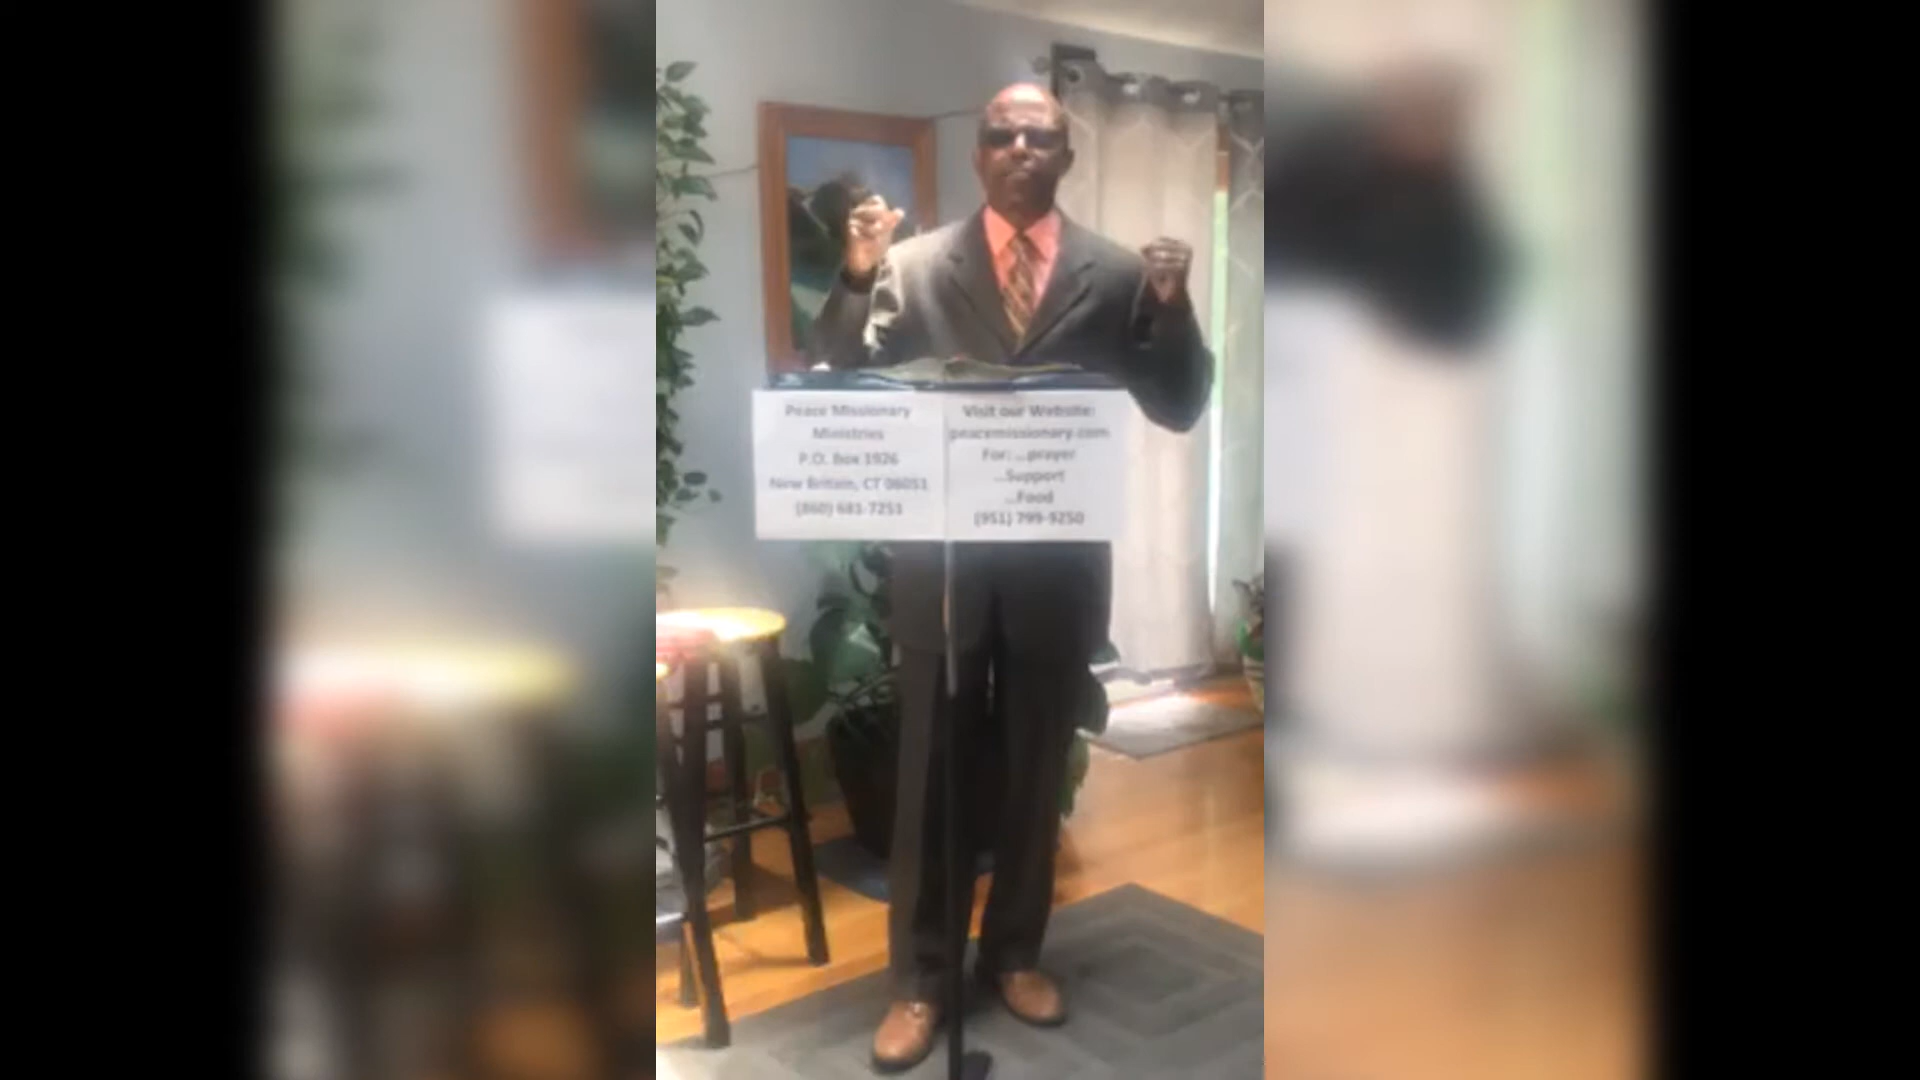 Peace Missionary
Ministries
P.O. Box 1926
New Britain, CT 06051
(860) 681-7253
Visit our Website:
peacemissionary.com
For: ...prayer
...Support
...Food
(951) 799-9250